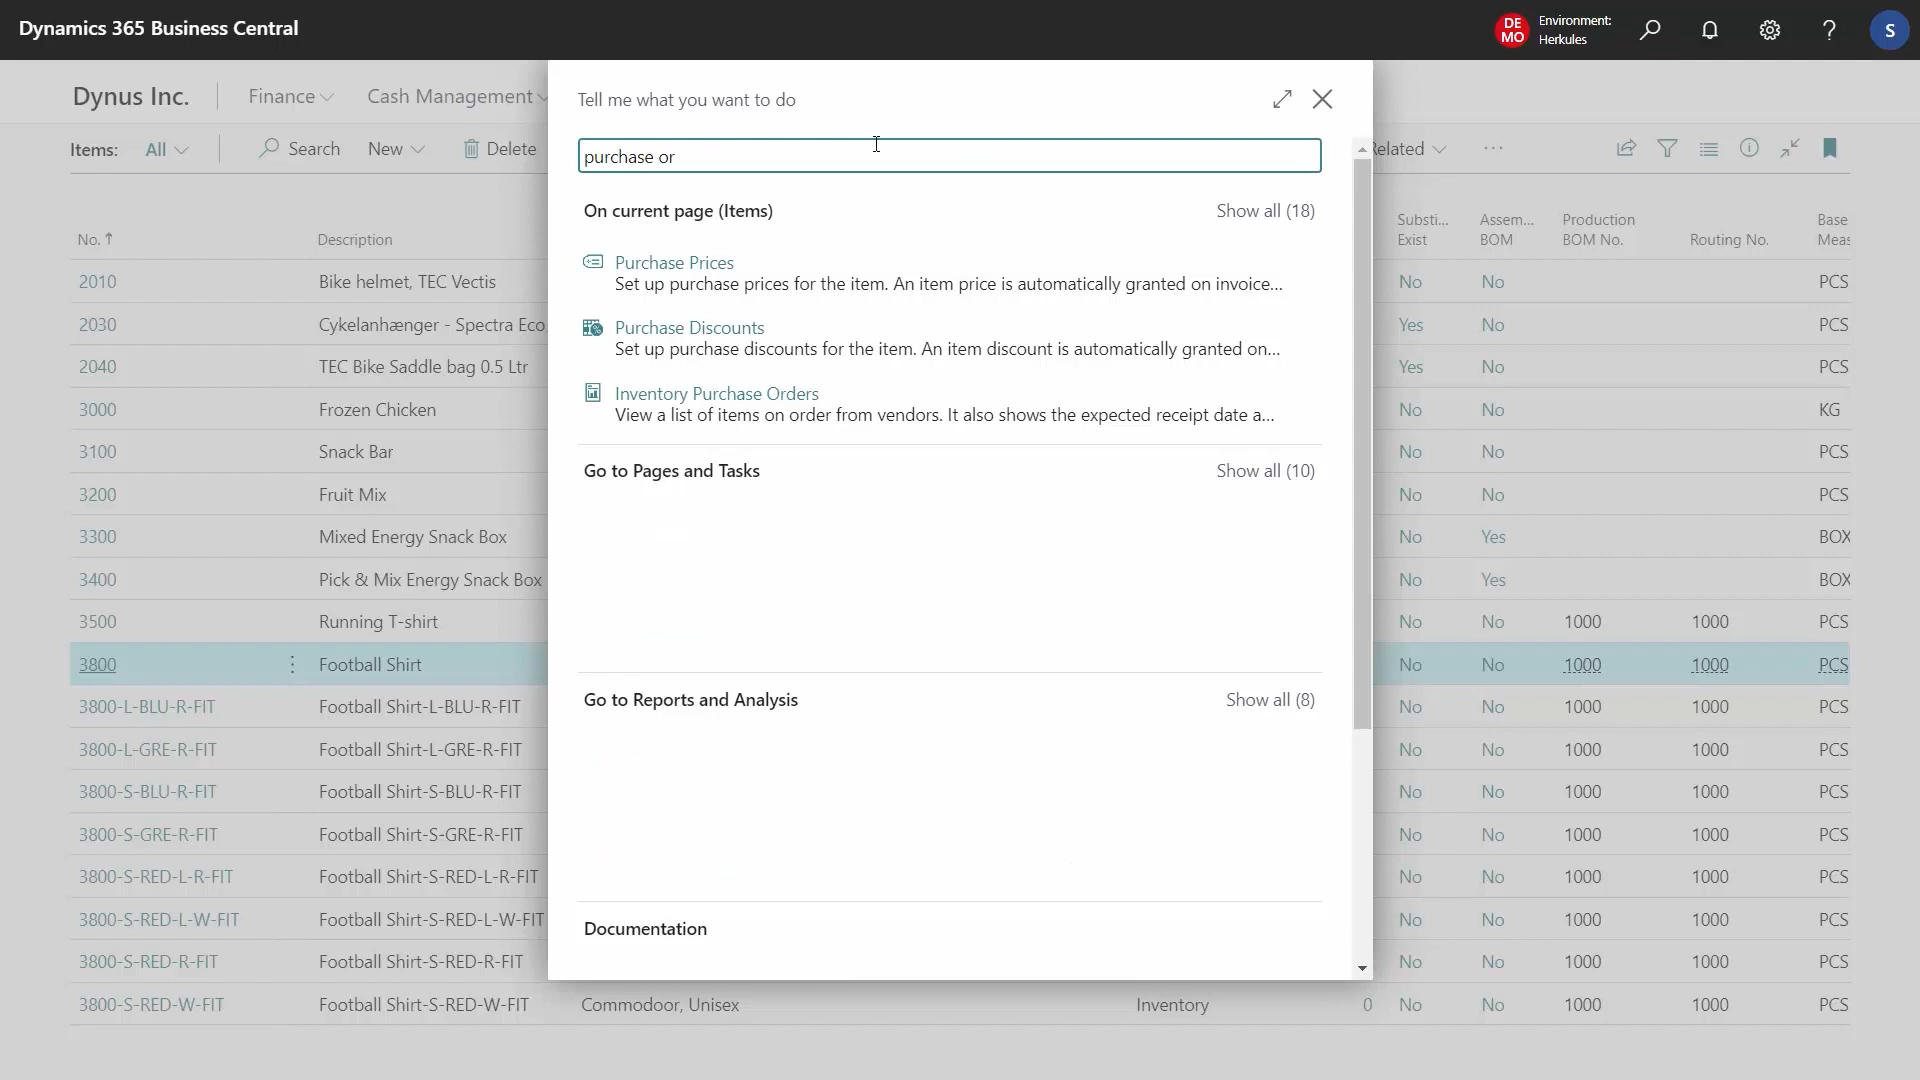 Dynamics 365 Business Central
DE
MO
Environment:
Herkules
?
S
Dynus Inc.
Finance
Cash Management
Items:
All
Search
New
Delete
Related
...
Tell me what you want to do
purchase or
On current page (Items)
Show all (18)
Purchase Prices
Set up purchase prices for the item. An item price is automatically granted on invoice...
Purchase Discounts
Set up purchase discounts for the item. An item discount is automatically granted on...
Inventory Purchase Orders
View a list of items on order from vendors. It also shows the expected receipt date a...
Go to Pages and Tasks
Show all (10)
Go to Reports and Analysis
Show all (8)
Documentation
No. ↑ Description Substi... Exist Assem... BOM Production BOM No. Routing No. Base Meas
2010 Bike helmet, TEC Vectis No No PCS
2030 Cykelanhænger - Spectra Eco Yes No PCS
2040 TEC Bike Saddle bag 0.5 Ltr Yes No PCS
3000 Frozen Chicken No No KG
3100 Snack Bar No No PCS
3200 Fruit Mix No No PCS
3300 Mixed Energy Snack Box No Yes BOX
3400 Pick & Mix Energy Snack Box No Yes BOX
3500 Running T-shirt No No 1000 1000 PCS
3800 Football Shirt No No 1000 1000 PCS
3800-L-BLU-R-FIT Football Shirt-L-BLU-R-FIT No No 1000 1000 PCS
3800-L-GRE-R-FIT Football Shirt-L-GRE-R-FIT No No 1000 1000 PCS
3800-S-BLU-R-FIT Football Shirt-S-BLU-R-FIT No No 1000 1000 PCS
3800-S-GRE-R-FIT Football Shirt-S-GRE-R-FIT No No 1000 1000 PCS
3800-S-RED-L-R-FIT Football Shirt-S-RED-L-R-FIT No No 1000 1000 PCS
3800-S-RED-L-W-FIT Football Shirt-S-RED-L-W-FIT No No 1000 1000 PCS
3800-S-RED-R-FIT Football Shirt-S-RED-R-FIT No No 1000 1000 PCS
3800-S-RED-W-FIT Football Shirt-S-RED-W-FIT Commodoor, Unisex Inventory 0 No No 1000 1000 PCS